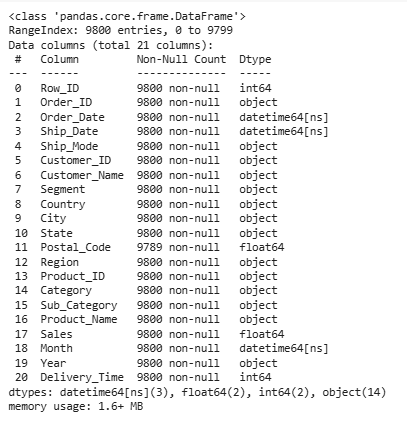 <class 'pandas.core.frame.DataFrame'>
RangeIndex: 9800 entries, 0 to 9799
Data columns (total 21 columns):
 #   Column         Non-Null Count  Dtype
---  ------         --------------  -----
 0   Row_ID         9800 non-null   int64
 1   Order_ID       9800 non-null   object
 2   Order_Date     9800 non-null   datetime64[ns]
 3   Ship_Date      9800 non-null   datetime64[ns]
 4   Ship_Mode      9800 non-null   object
 5   Customer_ID    9800 non-null   object
 6   Customer_Name  9800 non-null   object
 7   Segment        9800 non-null   object
 8   Country        9800 non-null   object
 9   City           9800 non-null   object
 10  State          9800 non-null   object
 11  Postal_Code    9789 non-null   float64
 12  Region         9800 non-null   object
 13  Product_ID     9800 non-null   object
 14  Category       9800 non-null   object
 15  Sub_Category   9800 non-null   object
 16  Product_Name   9800 non-null   object
 17  Sales          9800 non-null   float64
 18  Month          9800 non-null   datetime64[ns]
 19  Year           9800 non-null   object
 20  Delivery_Time  9800 non-null   int64
dtypes: datetime64[ns](3), float64(2), int64(2), object(14)
memory usage: 1.6+ MB